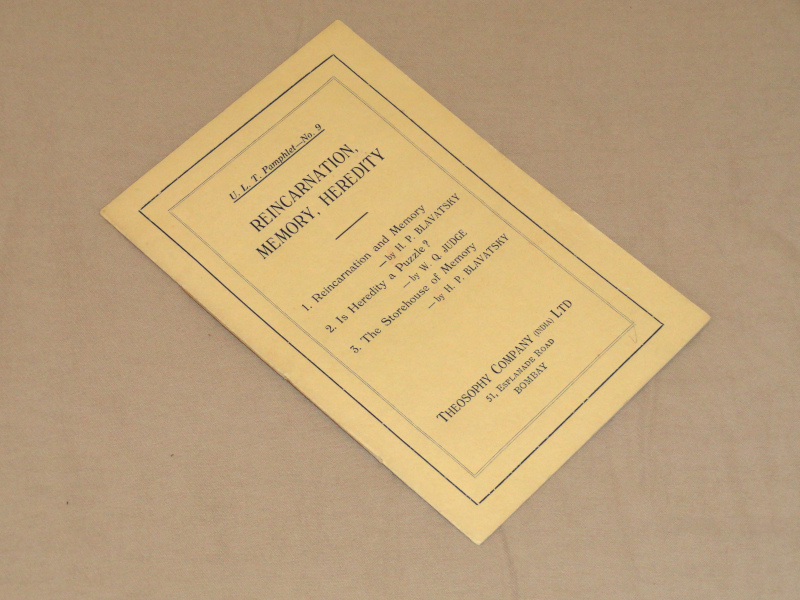 U. L. T. Pamphlet—No. 9
REINCARNATION,
MEMORY, HEREDITY
1. Reincarnation and Memory
—by H. P. BLAVATSKY
2. Is Heredity a Puzzle?
—by W. Q. JUDGE
3. The Storehouse of Memory
—by H. P. BLAVATSKY
THEOSOPHY COMPANY (INDIA) LTD
51, ESPLANADE ROAD
BOMBAY